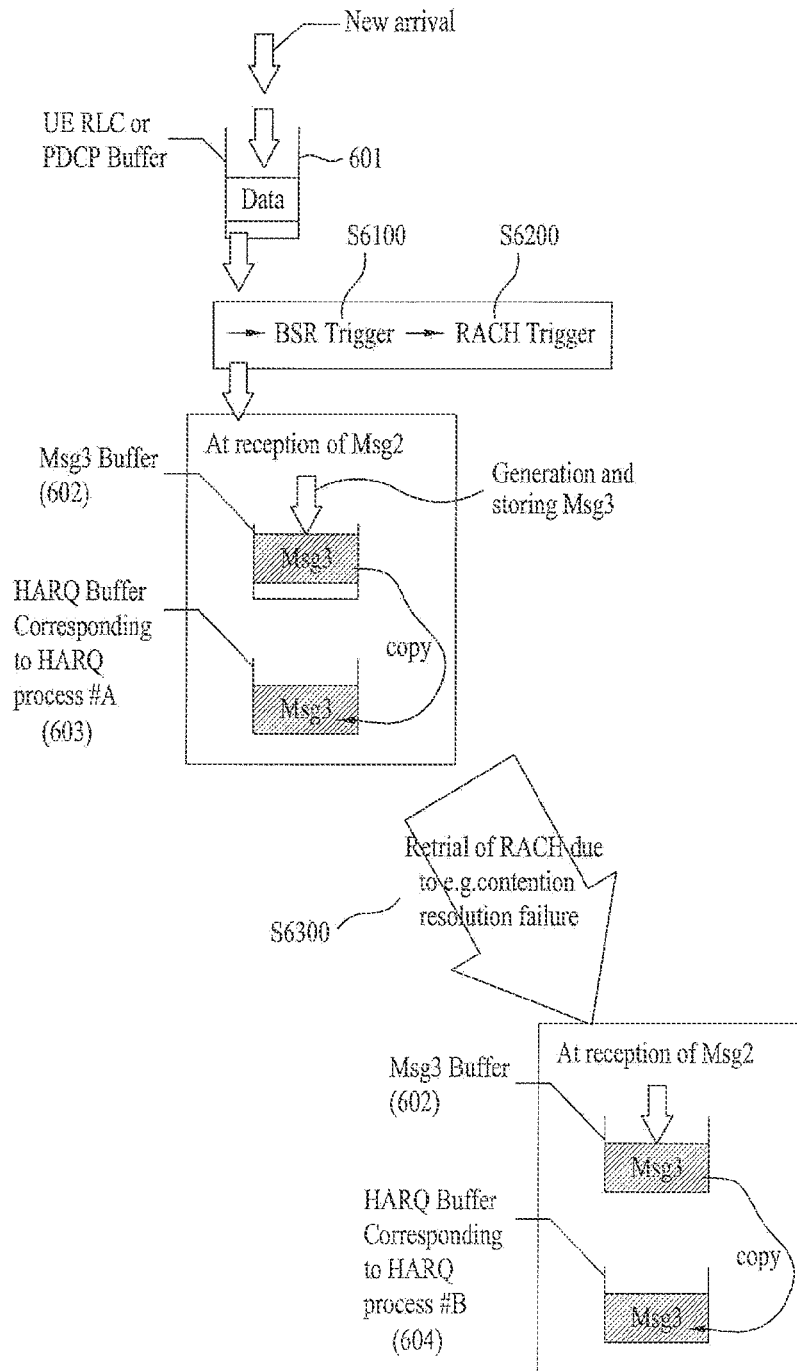 New arrival
UE RLC or
PDCP Buffer
601
Data
S6100
S6200
BSR Trigger
RACH Trigger
At reception of Msg2
Msg3 Buffer
(602)
Generation and
storing Msg3
Msg3
HARQ Buffer
Corresponding
to HARQ
process #A
(603)
copy
Msg3
Retrial of RACH due
to e.g.contention
resolution failure
S6300
At reception of Msg2
Msg3 Buffer
(602)
Msg3
HARQ Buffer
Corresponding
to HARQ
process #B
(604)
copy
Msg3